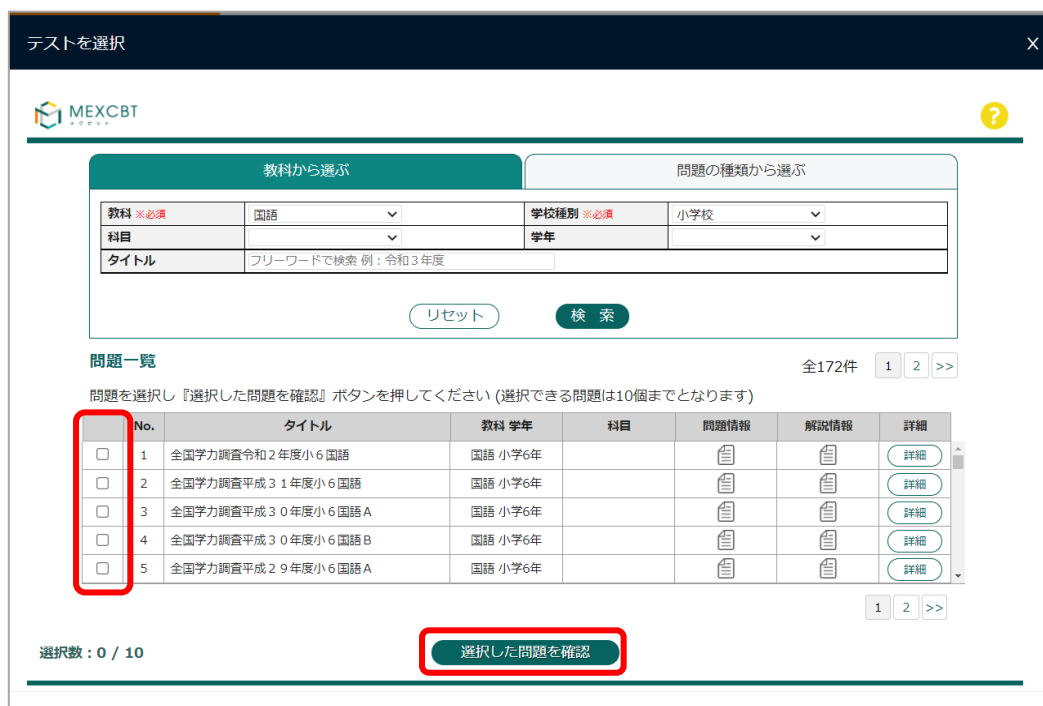 テストを選択 X
MEXCBT
メクビット
?
教科から選ぶ 問題の種類から選ぶ
教科 ※必須 国語 学校種別 ※必須 小学校
科目 学年
タイトル フリーワードで検索 例：令和３年度
リセット 検 索
問題一覧 全172件 1 2 >>
問題を選択し『選択した問題を確認』ボタンを押してください (選択できる問題は10個までとなります)
No. タイトル 教科 学年 科目 問題情報 解説情報 詳細
1 全国学力調査令和２年度小６国語 国語 小学6年 詳細
2 全国学力調査平成３１年度小６国語 国語 小学6年 詳細
3 全国学力調査平成３０年度小６国語Ａ 国語 小学6年 詳細
4 全国学力調査平成３０年度小６国語Ｂ 国語 小学6年 詳細
5 全国学力調査平成２９年度小６国語Ａ 国語 小学6年 詳細
1 2 >>
選択数：0 / 10 選択した問題を確認